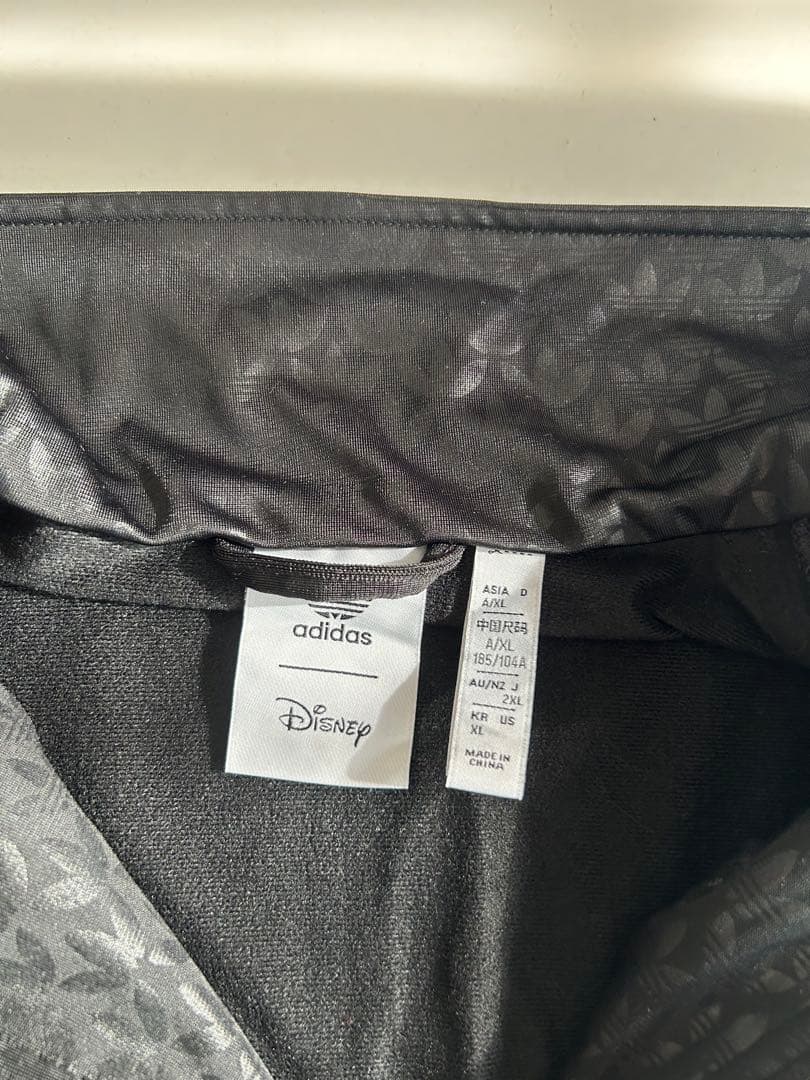 adidas
Disney
ASIA D
A/XL
中国尺码
A/XL
185/104A
AU/NZ J
2XL
KR US
XL
MADE IN
CHINA